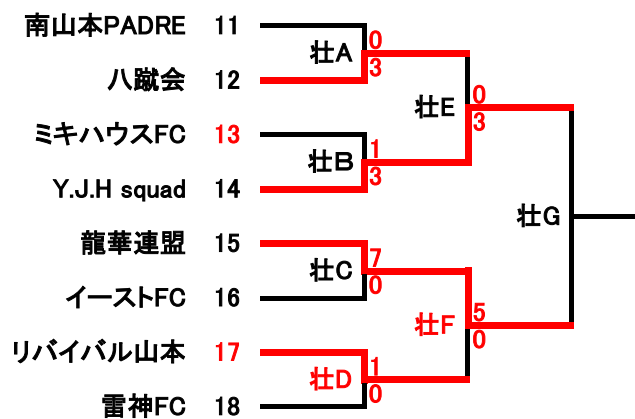 南山本PADRE 11
0
壮A
3
八蹴会 12
0
壮E
3
ミキハウスFC 13
1
壮B
3
Y.J.H squad 14
壮G
龍華連盟 15
7
壮C
0
イーストFC 16
5
壮F
0
リバイバル山本 17
1
壮D
0
雷神FC 18